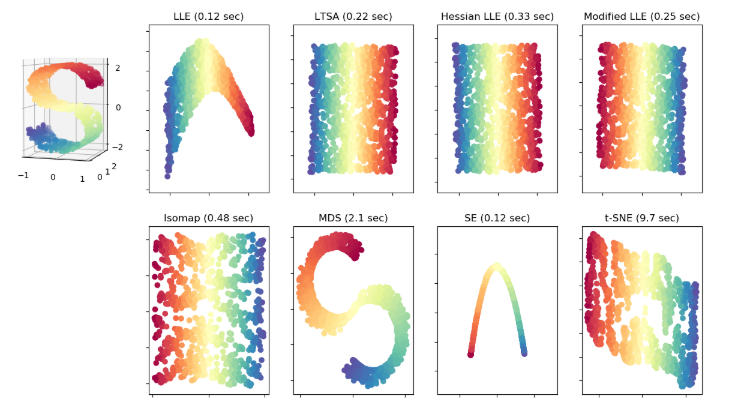 LLE (0.12 sec)
LTSA (0.22 sec)
Hessian LLE (0.33 sec)
Modified LLE (0.25 sec)
2
0
−2
−1
0
1
0
1
2
Isomap (0.48 sec)
MDS (2.1 sec)
SE (0.12 sec)
t-SNE (9.7 sec)